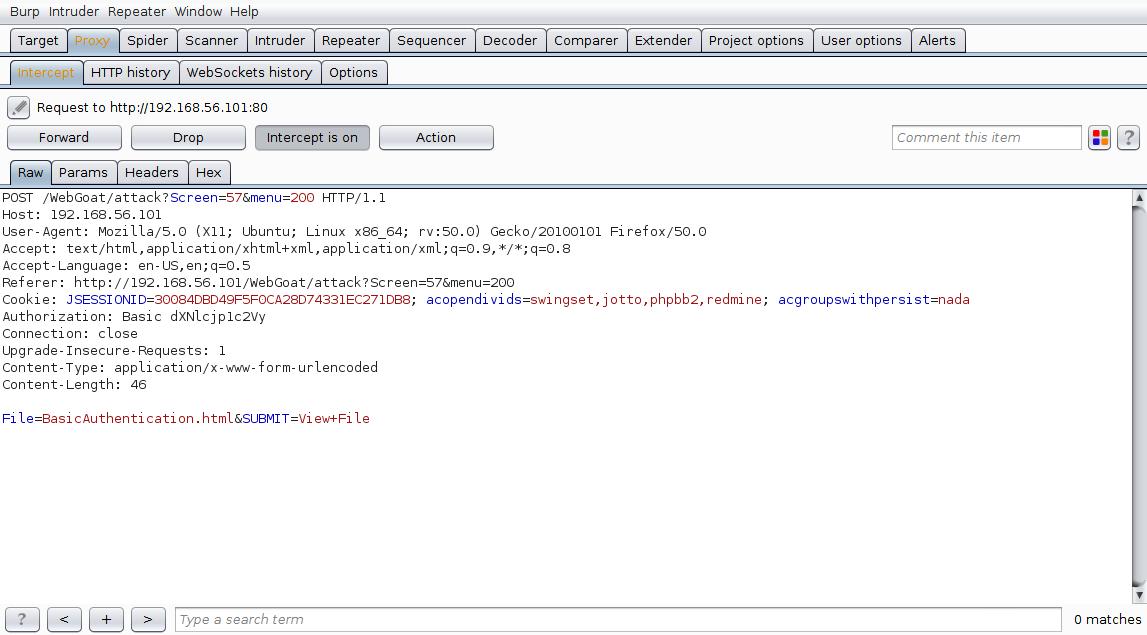 Burp Intruder Repeater Window Help
Target Proxy Spider Scanner Intruder Repeater Sequencer Decoder Comparer Extender Project options User options Alerts
Intercept HTTP history WebSockets history Options
Request to http://192.168.56.101:80
Forward Drop Intercept is on Action Comment this item ?
Raw Params Headers Hex
POST /WebGoat/attack?Screen=57&menu=200 HTTP/1.1
Host: 192.168.56.101
User-Agent: Mozilla/5.0 (X11; Ubuntu; Linux x86_64; rv:50.0) Gecko/20100101 Firefox/50.0
Accept: text/html,application/xhtml+xml,application/xml;q=0.9,*/*;q=0.8
Accept-Language: en-US,en;q=0.5
Referer: http://192.168.56.101/WebGoat/attack?Screen=57&menu=200
Cookie: JSESSIONID=30084DBD49F5F0CA28D74331EC271DB8; acopendivids=swingset,jotto,phpbb2,redmine; acgroupswithpersist=nada
Authorization: Basic dXNlcjp1c2Vy
Connection: close
Upgrade-Insecure-Requests: 1
Content-Type: application/x-www-form-urlencoded
Content-Length: 46
File=BasicAuthentication.html&SUBMIT=View+File
? < + > Type a search term 0 matches